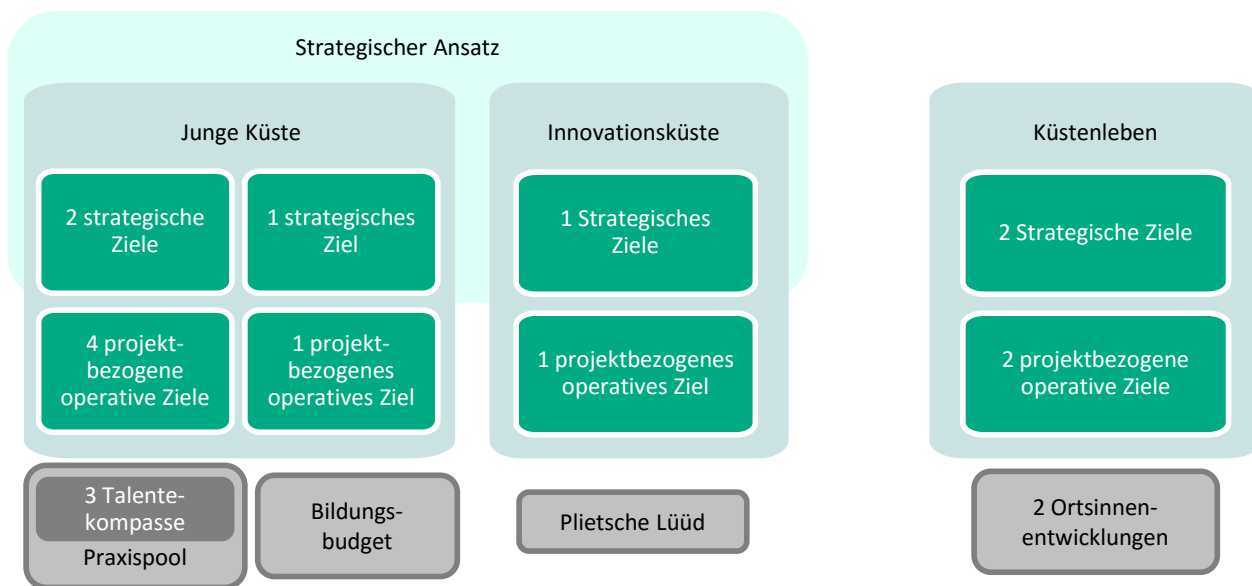 Strategischer Ansatz
Junge Küste
2 strategische
Ziele
1 strategisches
Ziel
4 projekt-
bezogene
operative Ziele
1 projekt-
bezogenes
operatives Ziel
3 Talente-
kompasse
Praxispool
Bildungs-
budget
Innovationsküste
1 Strategisches
Ziele
1 projektbezogenes
operatives Ziel
Plietsche Lüüd
Küstenleben
2 Strategische Ziele
2 projektbezogene
operative Ziele
2 Ortsinnen-
entwicklungen